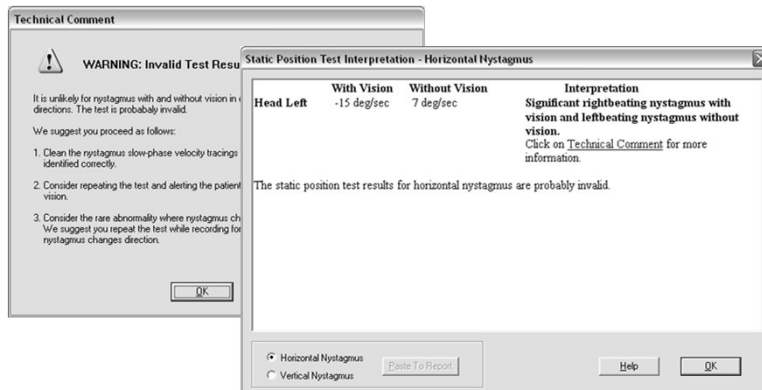 Technical Comment
WARNING: Invalid Test Resu
It is unlikely for nystagmus with and without vision in
directions. The test is probabaly invalid.
We suggest you proceed as follows:
1. Clean the nystagmus slow-phase velocity tracings
identified correctly.
2. Consider repeating the test and alerting the patient
vision.
3. Consider the rare abnormality where nystagmus ch
We suggest you repeat the test while recording for
nystagmus changes direction.
OK
Static Position Test Interpretation - Horizontal Nystagmus
With Vision Without Vision Interpretation
Head Left -15 deg/sec 7 deg/sec Significant rightbeating nystagmus with
vision and leftbeating nystagmus without
vision.
Click on Technical Comment for more
information.
The static position test results for horizontal nystagmus are probably invalid.
Horizontal Nystagmus
Vertical Nystagmus
Paste To Report
Help
OK